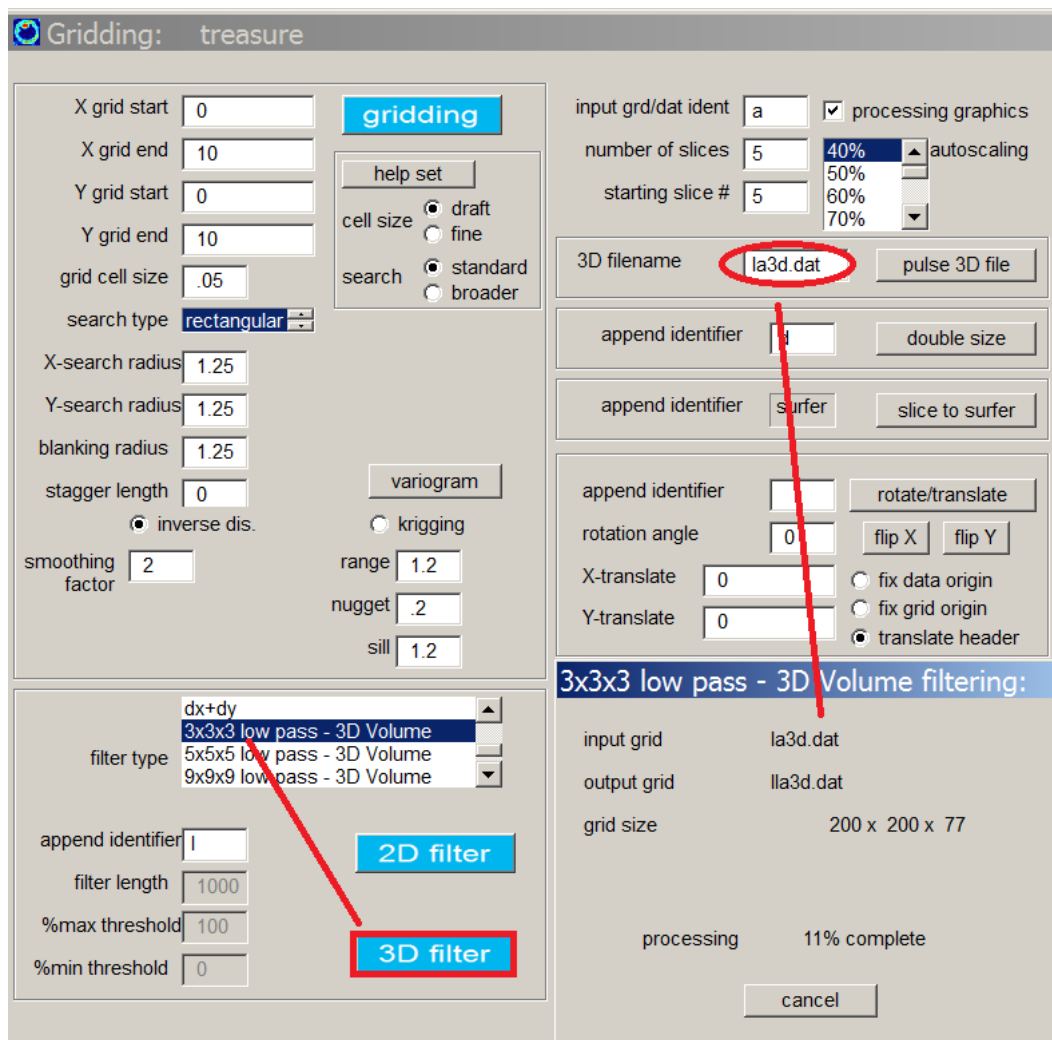 Gridding: treasure
X grid start 0
gridding
X grid end 10
help set
Y grid start 0
cell size
draft
fine
Y grid end 10
grid cell size .05
search
standard
broader
search type rectangular
X-search radius 1.25
Y-search radius 1.25
blanking radius 1.25
variogram
stagger length 0
inverse dis.
krigging
smoothing
factor
2
range 1.2
nugget .2
sill 1.2
dx+dy
3x3x3 low pass - 3D Volume
filter type
5x5x5 low pass - 3D Volume
9x9x9 low pass - 3D Volume
append identifier l
2D filter
filter length 1000
%max threshold 100
3D filter
%min threshold 0
input grd/dat ident a
processing graphics
number of slices 5
40%
autoscaling
50%
starting slice # 5
60%
70%
3D filename la3d.dat pulse 3D file
append identifier d double size
append identifier surfer slice to surfer
append identifier rotate/translate
rotation angle 0 flip X flip Y
X-translate 0
fix data origin
Y-translate 0
fix grid origin
translate header
3x3x3 low pass - 3D Volume filtering:
input grid la3d.dat
output grid lla3d.dat
grid size 200 x 200 x 77
processing 11% complete
cancel